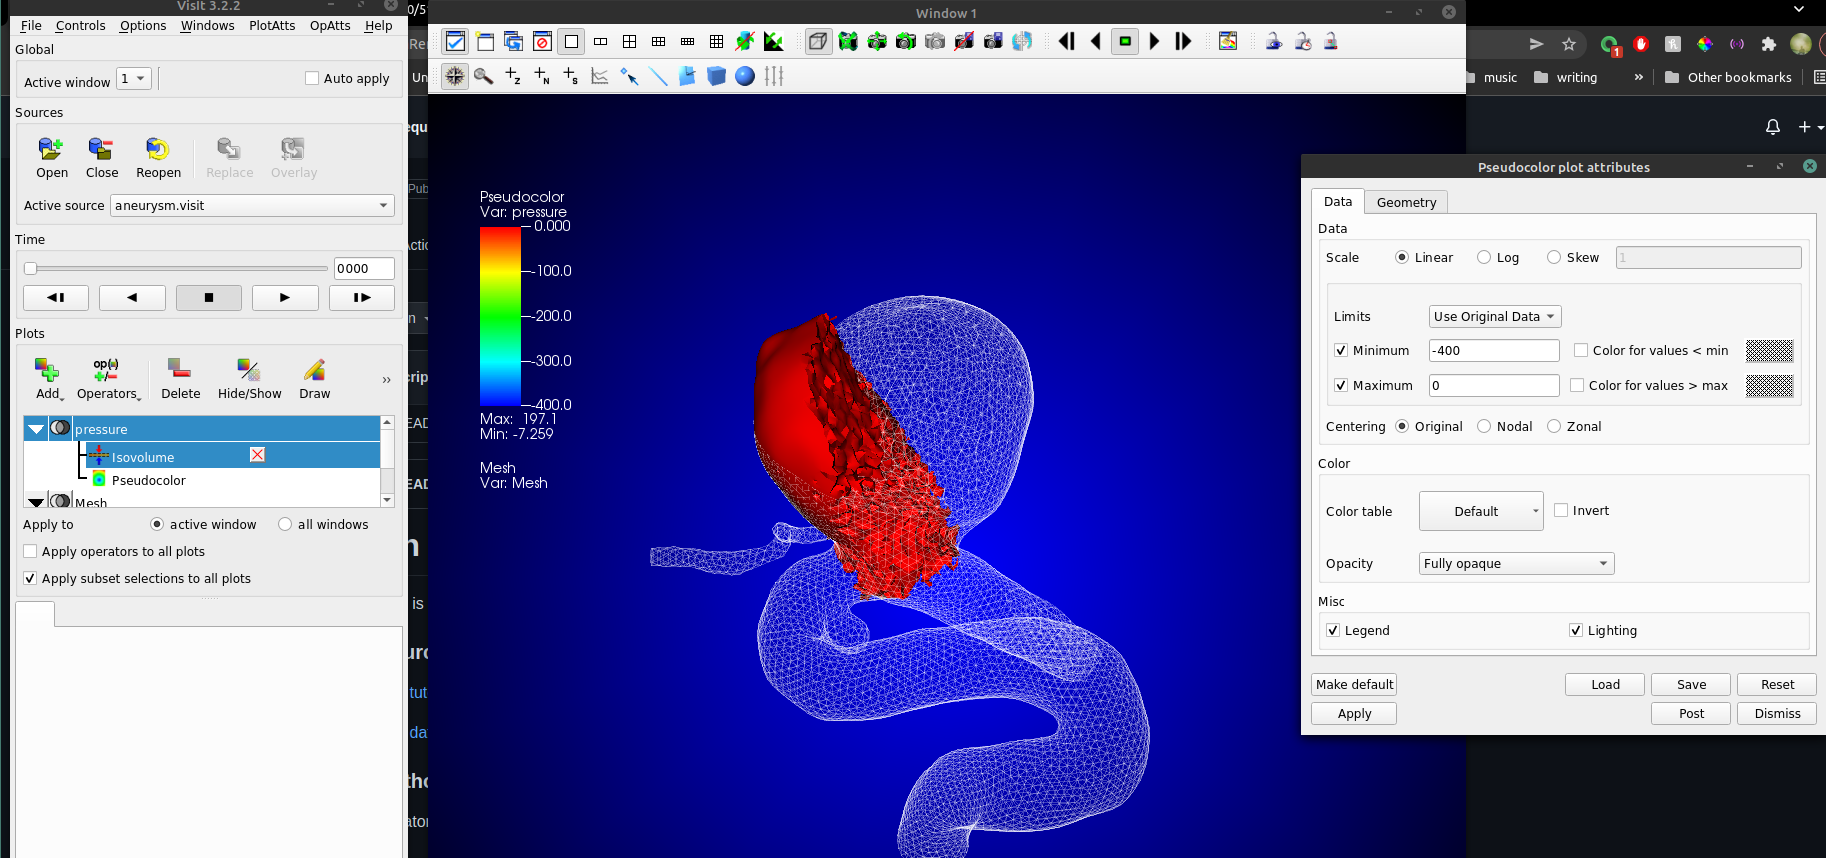 VisIt 3.2.2
File Controls Options Windows PlotAtts OpAtts Help
Global
Active window 1 Auto apply
Sources
Open Close Reopen Replace Overlay
Active source aneurysm.visit
Time
0000
Plots
Add Operators Delete Hide/Show Draw
op(·)
+/−
»
pressure
Isovolume
Pseudocolor
Mesh
Apply to active window all windows
Apply operators to all plots
Apply subset selections to all plots
Window 1
Z N S
Pseudocolor
Var: pressure
0.000
-100.0
-200.0
-300.0
-400.0
Max: 197.1
Min: -7.259
Mesh
Var: Mesh
music writing » Other bookmarks
1
Pseudocolor plot attributes
Data Geometry
Data
Scale Linear Log Skew 1
Limits Use Original Data
Minimum -400 Color for values < min
Maximum 0 Color for values > max
Centering Original Nodal Zonal
Color
Color table Default Invert
Opacity Fully opaque
Misc
Legend Lighting
Make default Load Save Reset
Apply Post Dismiss
0/5
Un
Pub
is